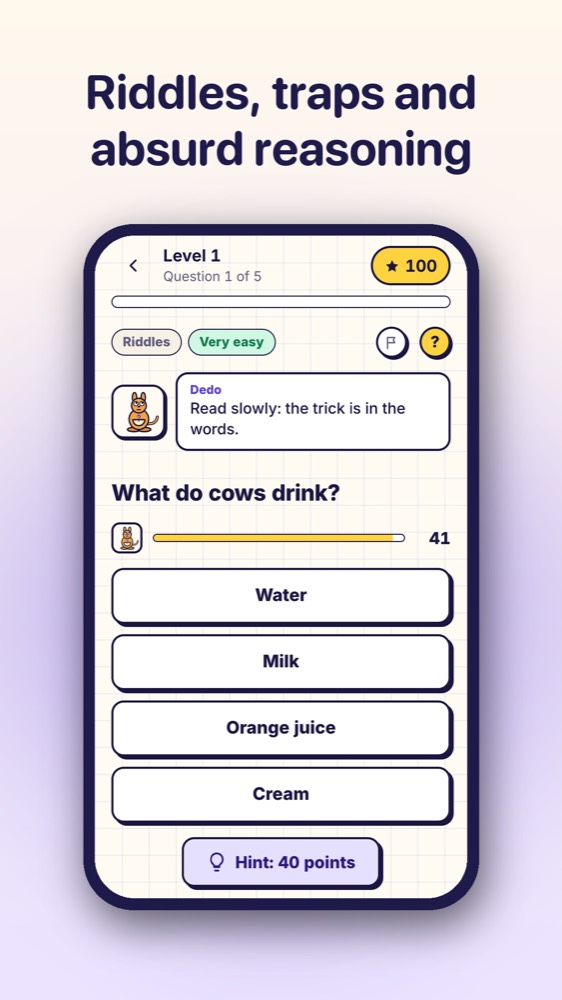 Riddles, traps and
absurd reasoning
Level 1
Question 1 of 5
100
Riddles
Very easy
?
Dedo
Read slowly: the trick is in the
words.
What do cows drink?
41
Water
Milk
Orange juice
Cream
Hint: 40 points